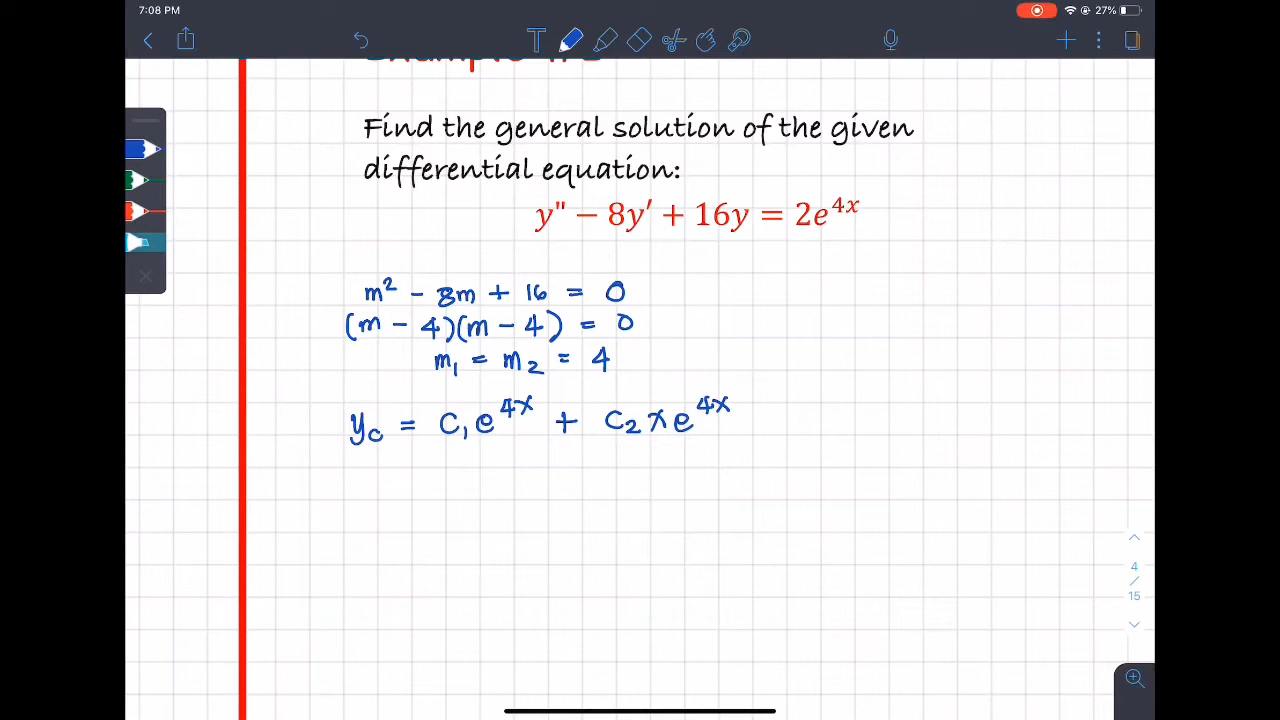 7:08 PM
27%
Find the general solution of the given
differential equation:
y" − 8y′ + 16y = 2e^{4x}
m² - 8m + 16 = 0
(m - 4)(m - 4) = 0
m₁ = m₂ = 4
y_c = c₁e^{4x} + c₂xe^{4x}
4
/
15